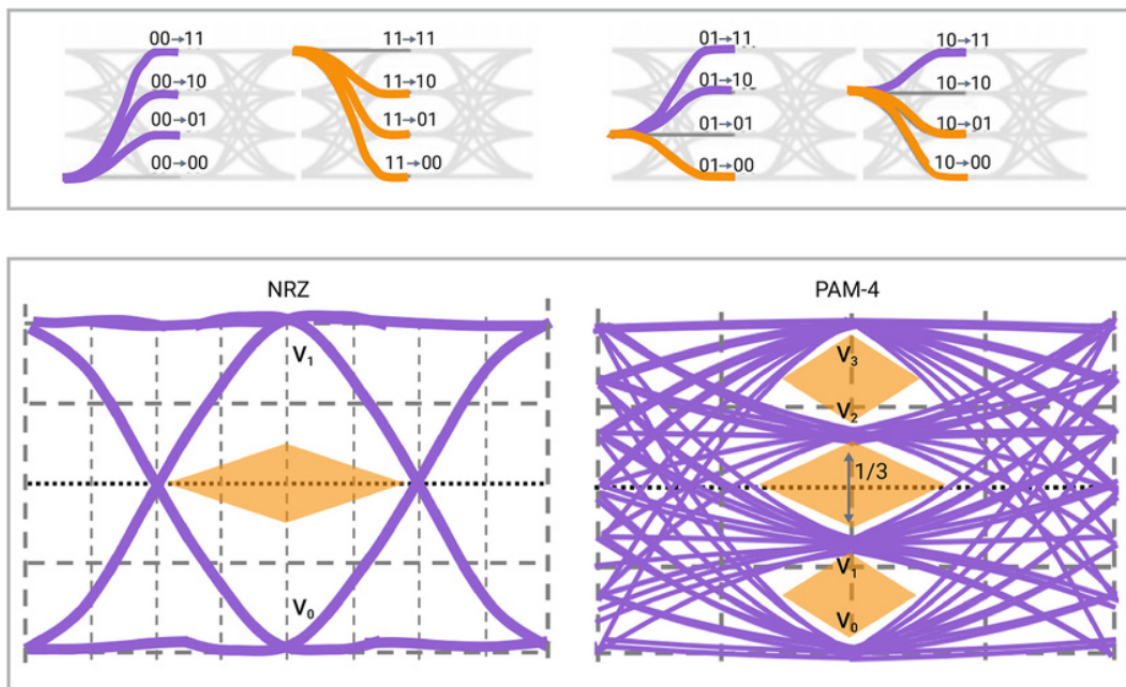 00→11
00→10
00→01
00→00
11→11
11→10
11→01
11→00
01→11
01→10
01→01
01→00
10→11
10→10
10→01
10→00
NRZ
V₁
V₀
PAM-4
V₃
V₂
1/3
V₁
V₀